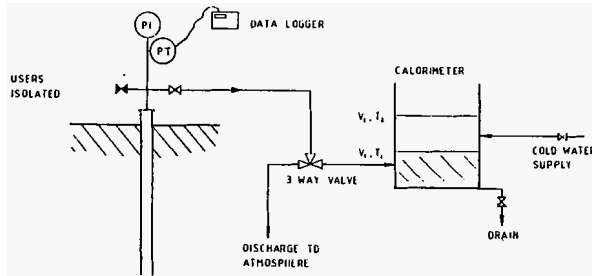 PI
PT
DATA LOGGER
USERS
ISOLATED
CALORIMETER
COLD WATER
SUPPLY
3 WAY VALVE
DRAIN
DISCHARGE TO
ATMOSPHERE